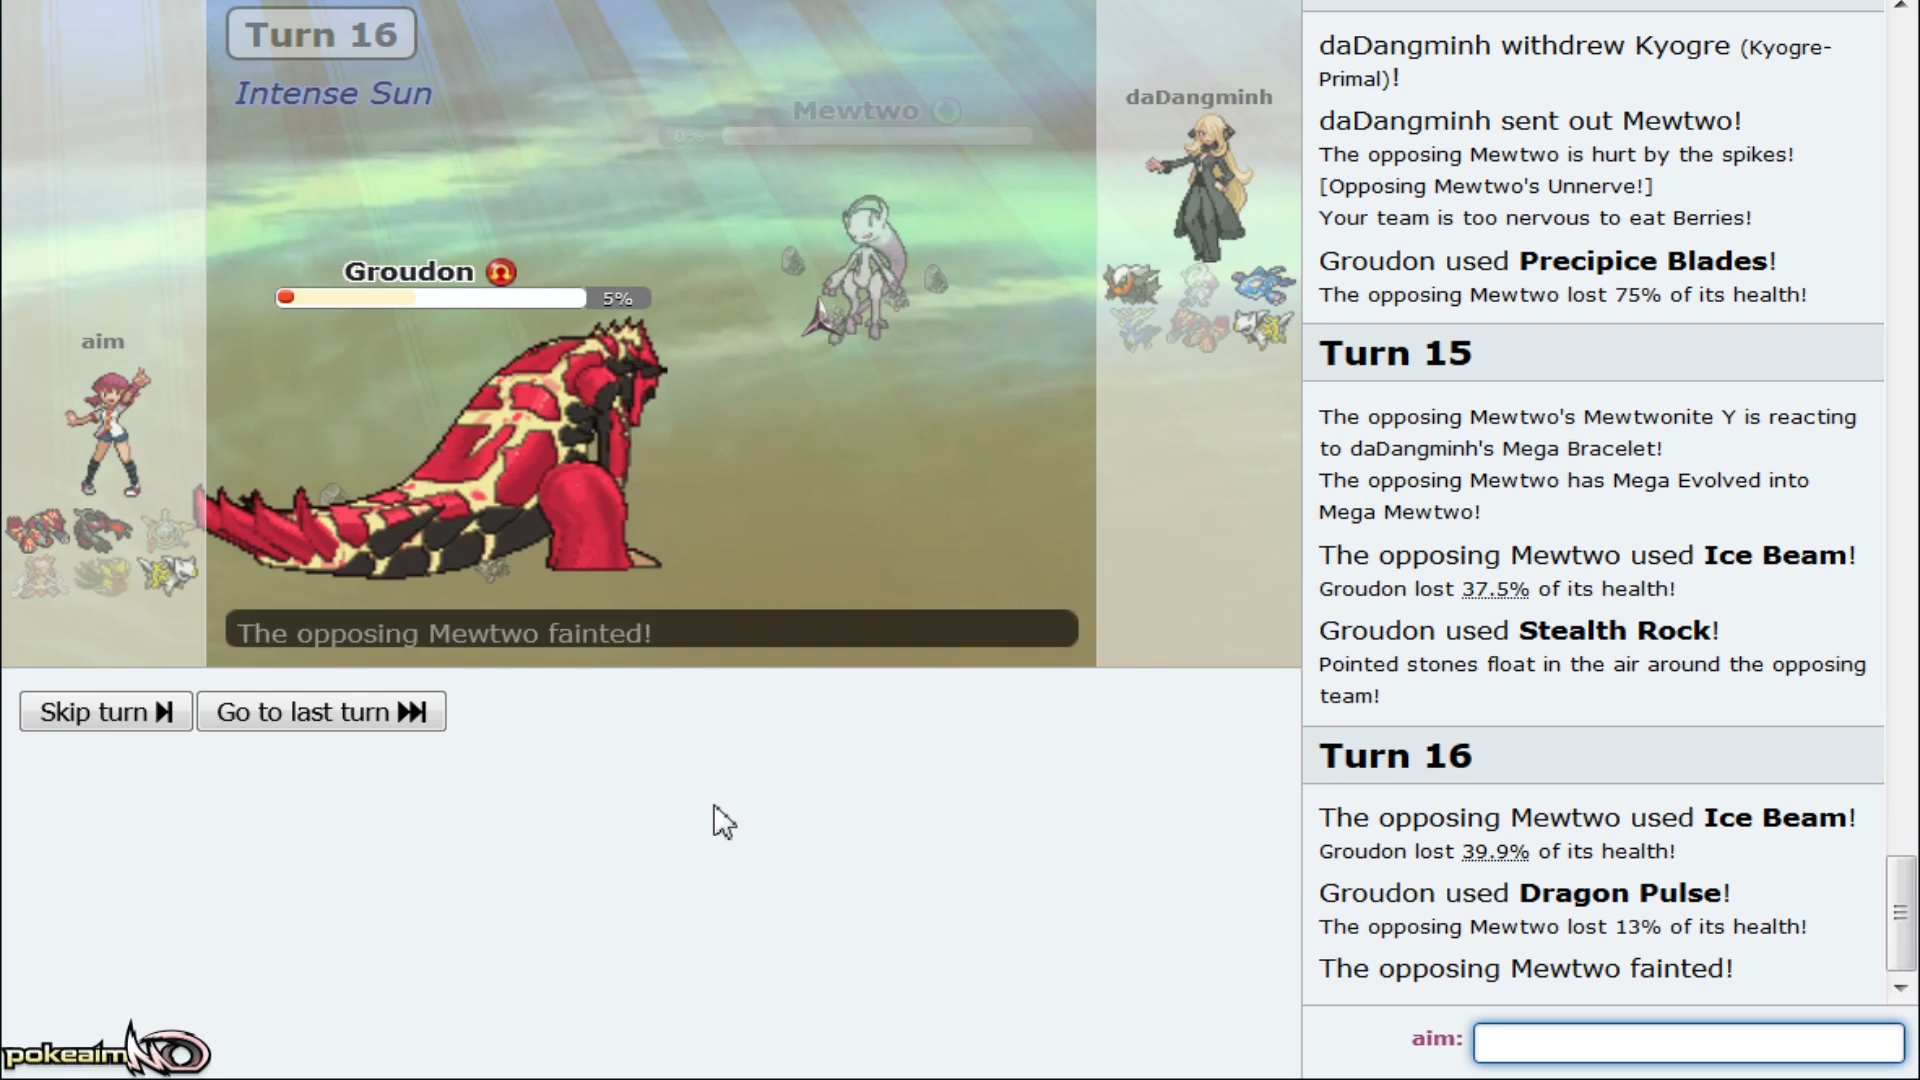 Turn 16
Intense Sun
Mewtwo
0%
daDangminh
Groudon
5%
aim
The opposing Mewtwo fainted!
Skip turn
Go to last turn
pokeaim
daDangminh withdrew Kyogre (Kyogre-
Primal)!
daDangminh sent out Mewtwo!
The opposing Mewtwo is hurt by the spikes!
[Opposing Mewtwo's Unnerve!]
Your team is too nervous to eat Berries!
Groudon used Precipice Blades!
The opposing Mewtwo lost 75% of its health!
Turn 15
The opposing Mewtwo's Mewtwonite Y is reacting
to daDangminh's Mega Bracelet!
The opposing Mewtwo has Mega Evolved into
Mega Mewtwo!
The opposing Mewtwo used Ice Beam!
Groudon lost 37.5% of its health!
Groudon used Stealth Rock!
Pointed stones float in the air around the opposing
team!
Turn 16
The opposing Mewtwo used Ice Beam!
Groudon lost 39.9% of its health!
Groudon used Dragon Pulse!
The opposing Mewtwo lost 13% of its health!
The opposing Mewtwo fainted!
aim: